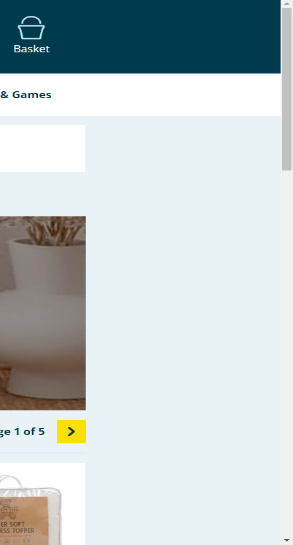 Basket
& Games
ge 1 of 5
ER SOFT
ESS TOPPER